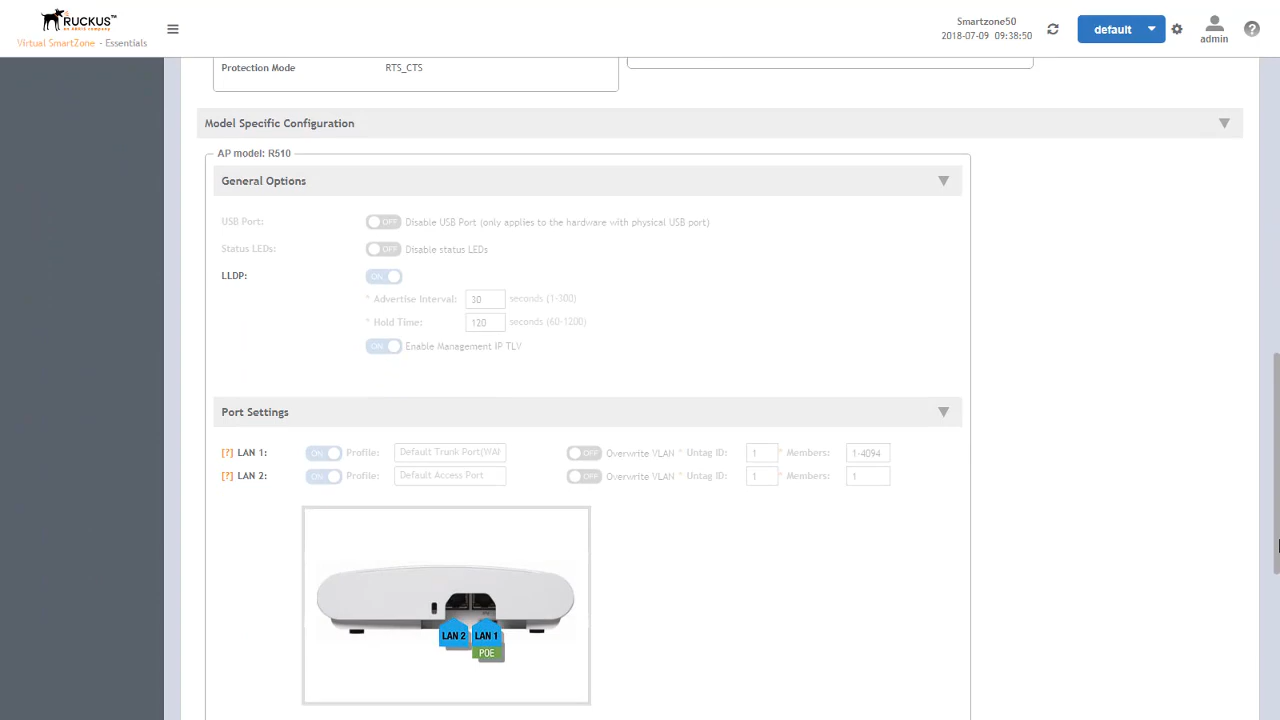 RUCKUS™
Virtual SmartZone - Essentials
Smartzone50
2018-07-09 09:38:50
default
admin
Protection Mode RTS_CTS
Model Specific Configuration
AP model: R510
General Options
USB Port: OFF Disable USB Port (only applies to the hardware with physical USB port)
Status LEDs: OFF Disable status LEDs
LLDP: ON
* Advertise Interval: 30 seconds (1-300)
* Hold Time: 120 seconds (60-1200)
ON Enable Management IP TLV
Port Settings
[?] LAN 1: ON Profile: Default Trunk Port(WAN OFF Overwrite VLAN * Untag ID: 1 * Members: 1-4094
[?] LAN 2: ON Profile: Default Access Port OFF Overwrite VLAN * Untag ID: 1 * Members: 1
LAN 2 LAN 1
POE